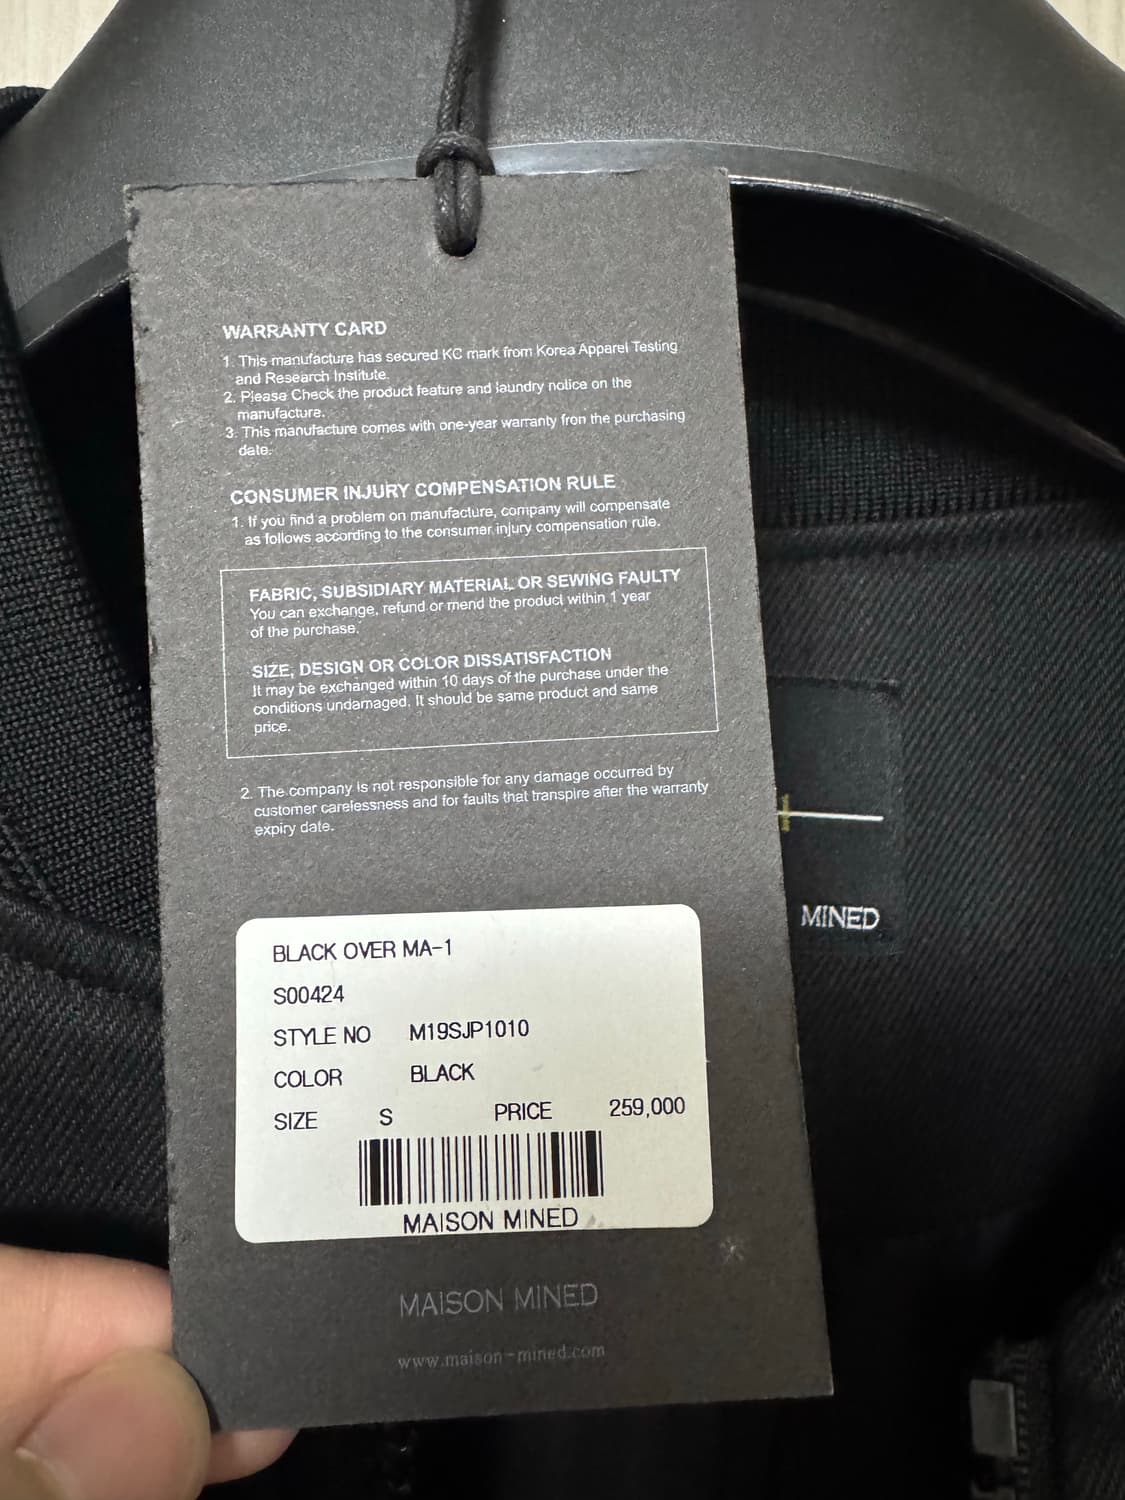 WARRANTY CARD
1. This manufacture has secured KC mark from Korea Apparel Testing
and Research Institute.
2. Please Check the product feature and laundry notice on the
manufacture.
3. This manufacture comes with one-year warranty fron the purchasing
date.
CONSUMER INJURY COMPENSATION RULE
1. If you find a problem on manufacture, company will compensate
as follows according to the consumer injury compensation rule.
FABRIC, SUBSIDIARY MATERIAL OR SEWING FAULTY
You can exchange, refund or mend the product within 1 year
of the purchase.
SIZE, DESIGN OR COLOR DISSATISFACTION
It may be exchanged within 10 days of the purchase under the
conditions undamaged. It should be same product and same
price.
2. The company is not responsible for any damage occurred by
customer carelessness and for faults that transpire after the warranty
expiry date.
MINED
BLACK OVER MA-1
S00424
STYLE NO M19SJP1010
COLOR BLACK
SIZE S PRICE 259,000
MAISON MINED
MAISON MINED
www.maison-mined.com